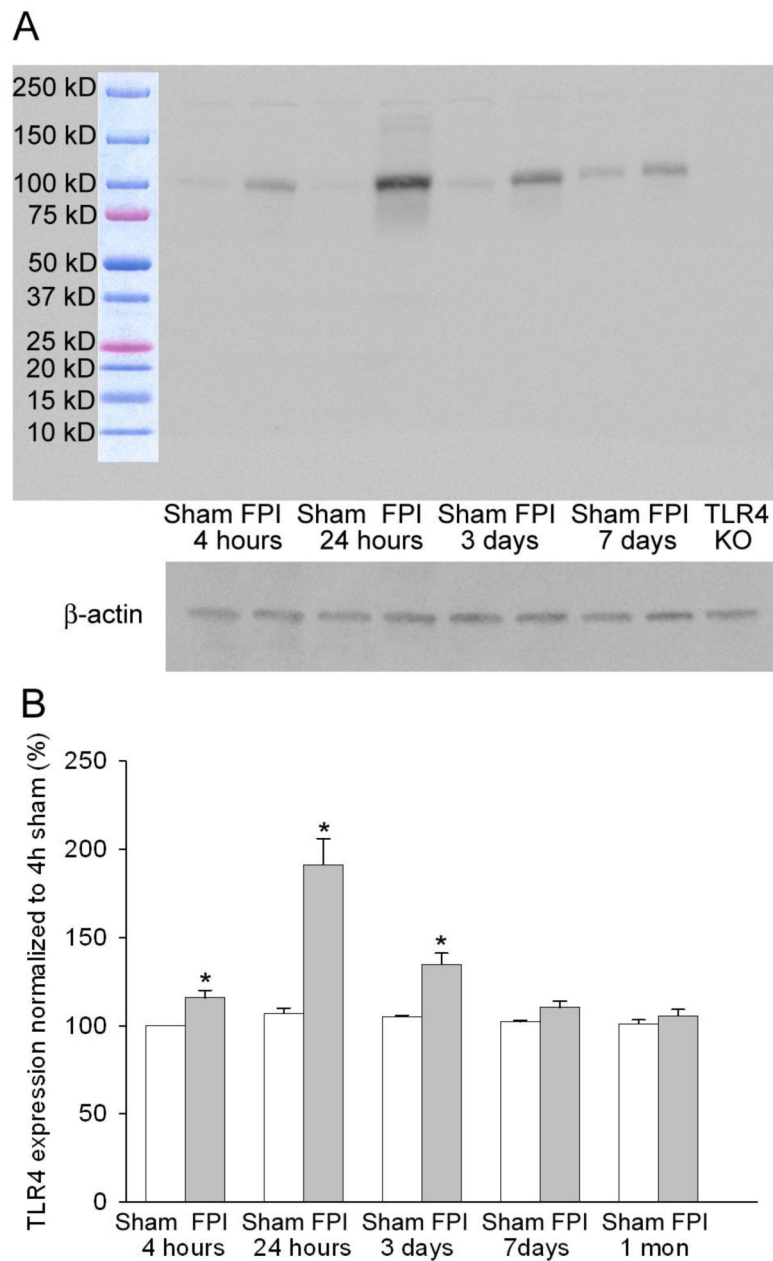 A
250 kD
150 kD
100 kD
75 kD
50 kD
37 kD
25 kD
20 kD
15 kD
10 kD
Sham FPI Sham FPI Sham FPI Sham FPI TLR4
4 hours 24 hours 3 days 7 days KO
β-actin
B
TLR4 expression normalized to 4h sham (%)
250
200
150
100
50
0
*
*
*
Sham FPI Sham FPI Sham FPI Sham FPI Sham FPI
4 hours 24 hours 3 days 7days 1 mon